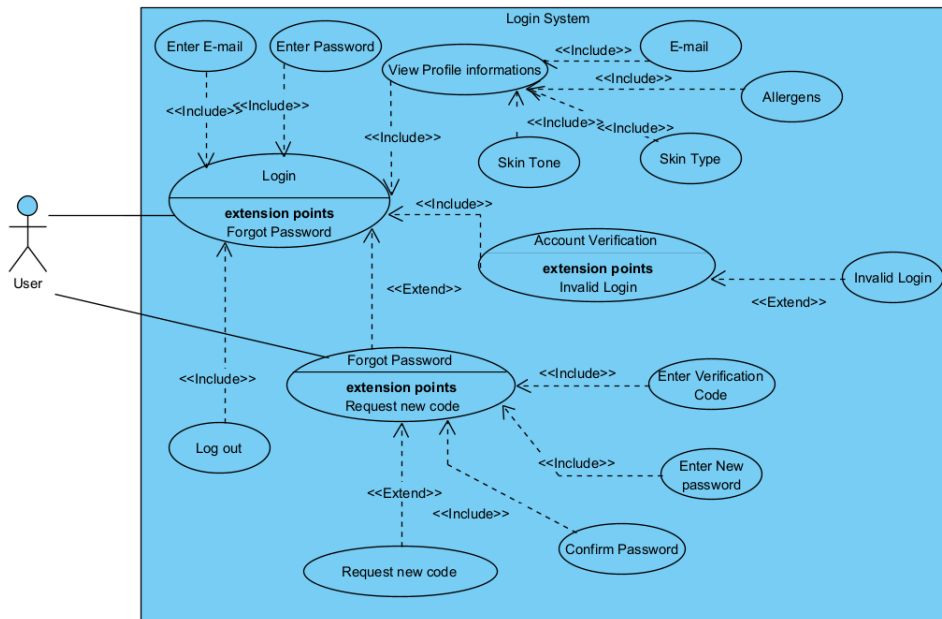 Login System
Enter E-mail
Enter Password
<<Include>>
<<Include>>
View Profile informations
<<Include>>
E-mail
<<Include>>
Allergens
<<Include>>
Skin Tone
<<Include>>
Skin Type
<<Include>>
Login
extension points
Forgot Password
<<Include>>
Account Verification
extension points
Invalid Login
<<Extend>>
Invalid Login
User
<<Extend>>
Forgot Password
extension points
Request new code
<<Include>>
Enter Verification
Code
<<Include>>
Log out
<<Include>>
Enter New
password
<<Extend>>
<<Include>>
Confirm Password
Request new code